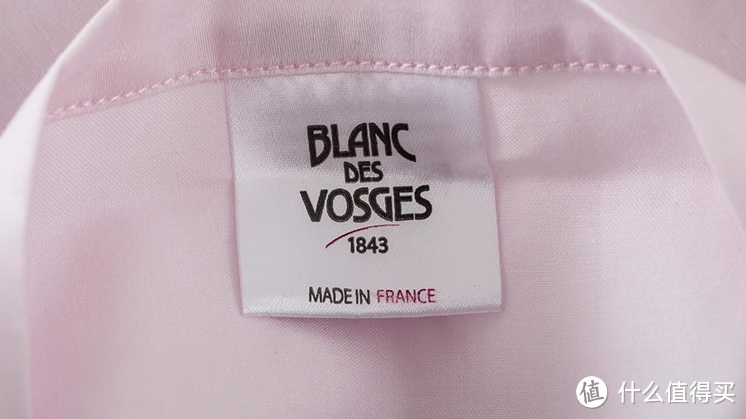 BLANC
DES
VOSGES
1843
MADE IN FRANCE
值 什么值得买